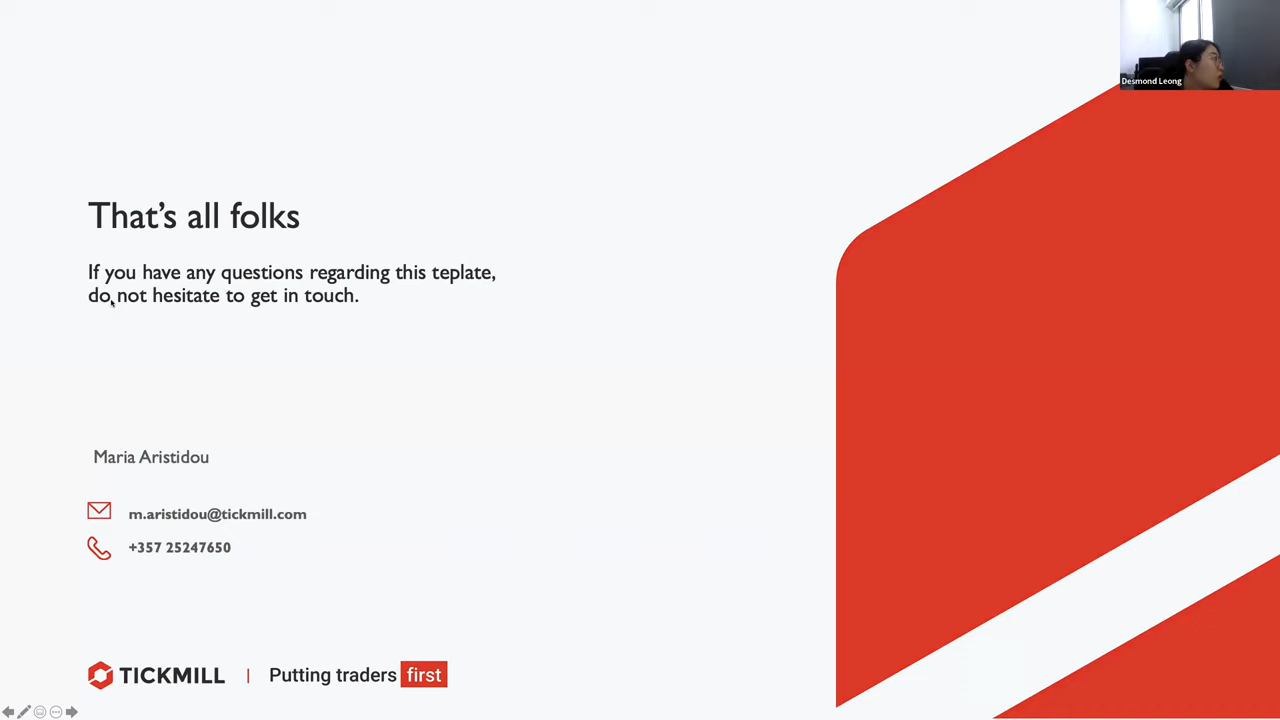 Desmond Leong
That's all folks
If you have any questions regarding this teplate,
do not hesitate to get in touch.
Maria Aristidou
m.aristidou@tickmill.com
+357 25247650
TICKMILL | Putting traders first